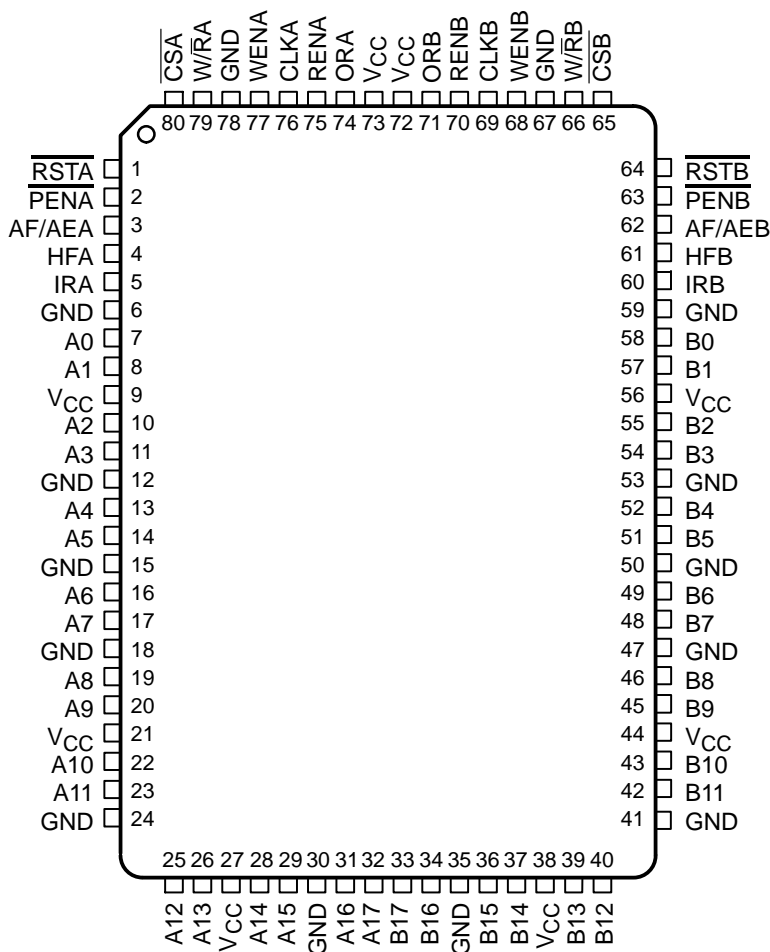 CSA W/RA GND WENA CLKA RENA ORA VCC VCC ORB RENB CLKB WENB GND W/RB CSB
80 79 78 77 76 75 74 73 72 71 70 69 68 67 66 65
RSTA 1 64 RSTB
PENA 2 63 PENB
AF/AEA 3 62 AF/AEB
HFA 4 61 HFB
IRA 5 60 IRB
GND 6 59 GND
A0 7 58 B0
A1 8 57 B1
VCC 9 56 VCC
A2 10 55 B2
A3 11 54 B3
GND 12 53 GND
A4 13 52 B4
A5 14 51 B5
GND 15 50 GND
A6 16 49 B6
A7 17 48 B7
GND 18 47 GND
A8 19 46 B8
A9 20 45 B9
VCC 21 44 VCC
A10 22 43 B10
A11 23 42 B11
GND 24 41 GND
25 26 27 28 29 30 31 32 33 34 35 36 37 38 39 40
A12 A13 VCC A14 A15 GND A16 A17 B17 B16 GND B15 B14 VCC B13 B12